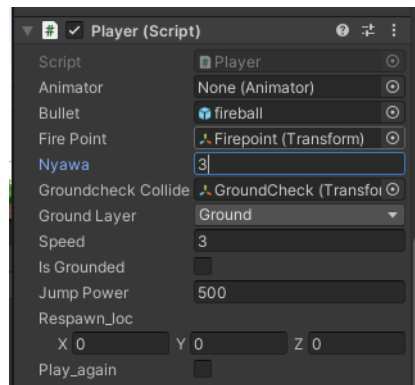 Player (Script)
Script Player
Animator None (Animator)
Bullet fireball
Fire Point Firepoint (Transform)
Nyawa 3
Groundcheck Collide GroundCheck (Transfor
Ground Layer Ground
Speed 3
Is Grounded
Jump Power 500
Respawn_loc
X 0 Y 0 Z 0
Play_again